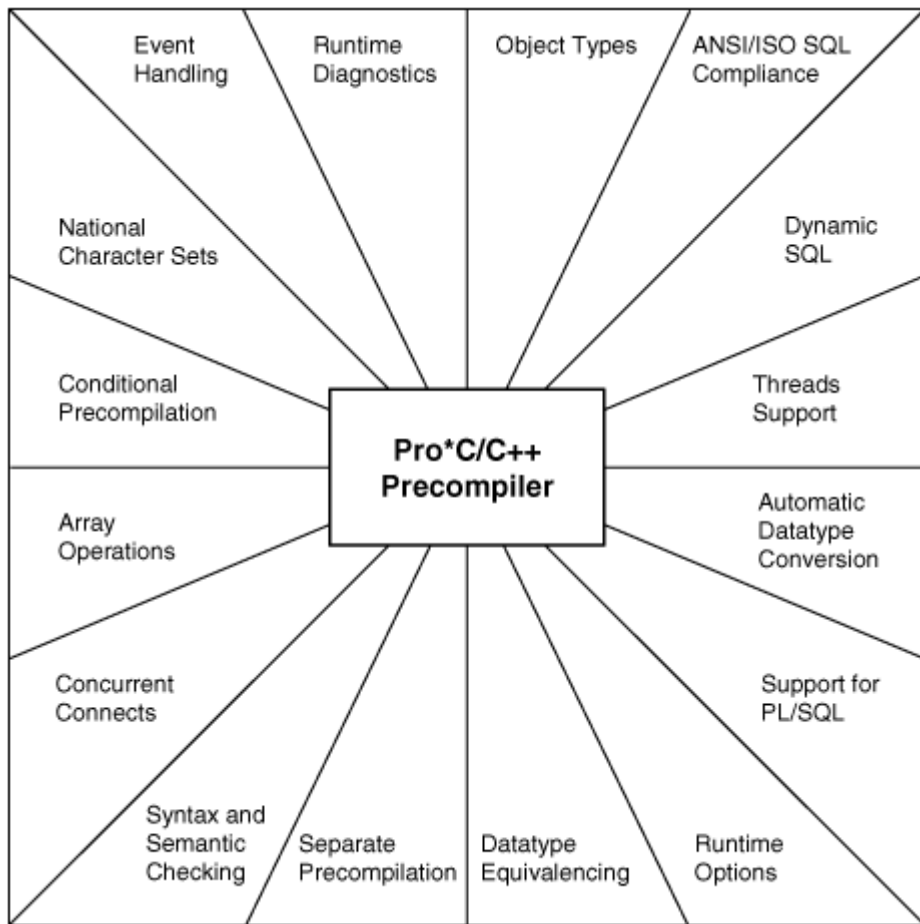 Event
Handling
Runtime
Diagnostics
Object Types
ANSI/ISO SQL
Compliance
National
Character Sets
Dynamic
SQL
Conditional
Precompilation
Threads
Support
Pro*C/C++
Precompiler
Array
Operations
Automatic
Datatype
Conversion
Concurrent
Connects
Support for
PL/SQL
Syntax and
Semantic
Checking
Separate
Precompilation
Datatype
Equivalencing
Runtime
Options